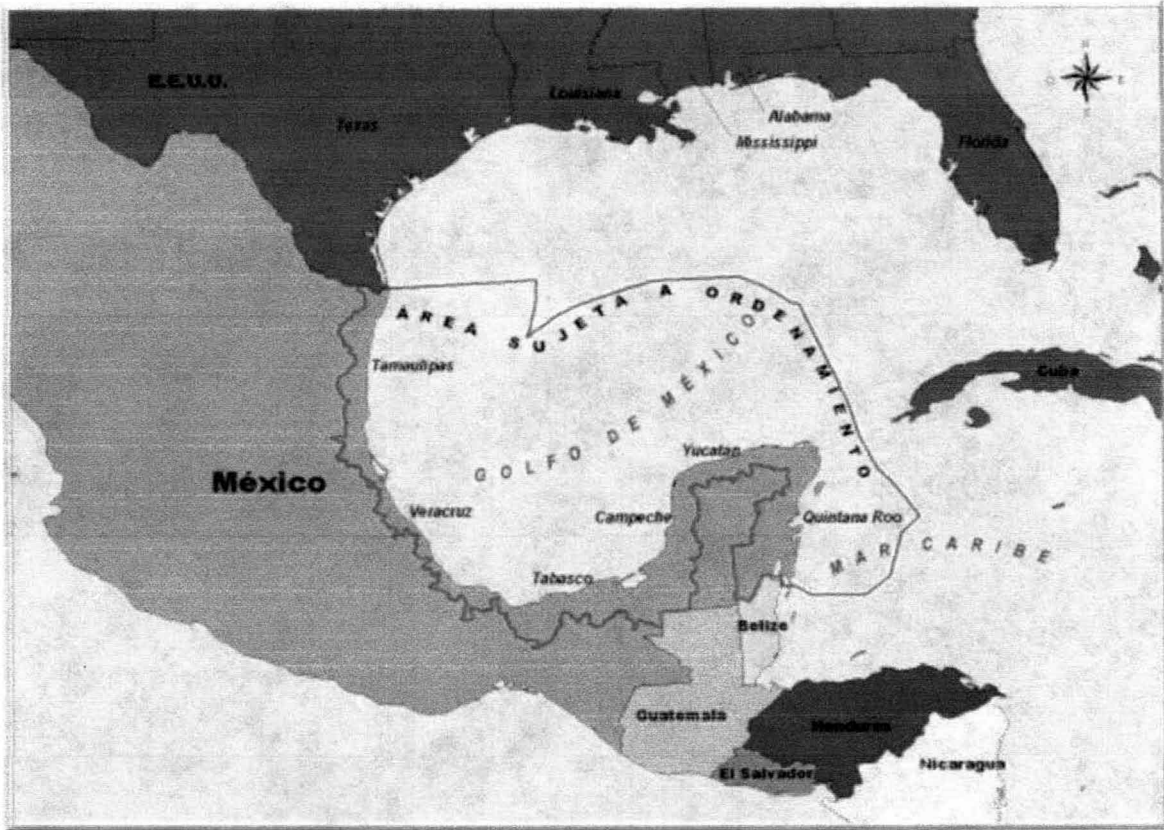 E.E.U.U.
Texas
Louisiana
Alabama
Mississippi
Florida
O
E
ÁREA SUJETA A ORDENAMIENTO
Tamaulipas
GOLFO DE MÉXICO
Cuba
Yucatan
México
Veracruz
Campeche
Quintana Roo
MAR CARIBE
Tabasco
Belize
Guatemala
Honduras
El Salvador
Nicaragua